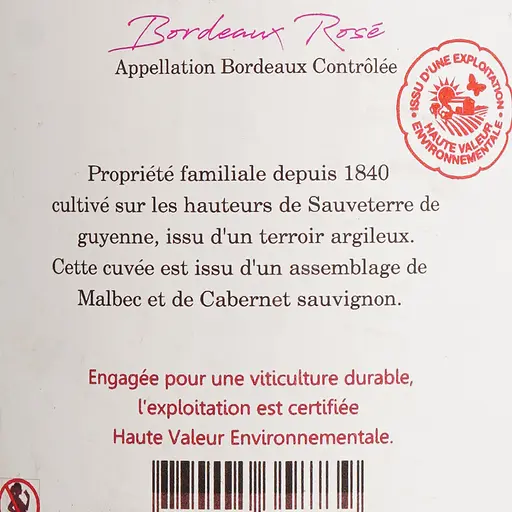 Bordeaux Rosé
Appellation Bordeaux Contrôlée
ISSU D'UNE EXPLOITATION
HAUTE VALEUR
ENVIRONNEMENTALE
Propriété familiale depuis 1840
cultivé sur les hauteurs de Sauveterre de
guyenne, issu d'un terroir argileux.
Cette cuvée est issu d'un assemblage de
Malbec et de Cabernet sauvignon.
Engagée pour une viticulture durable,
l'exploitation est certifiée
Haute Valeur Environnementale.